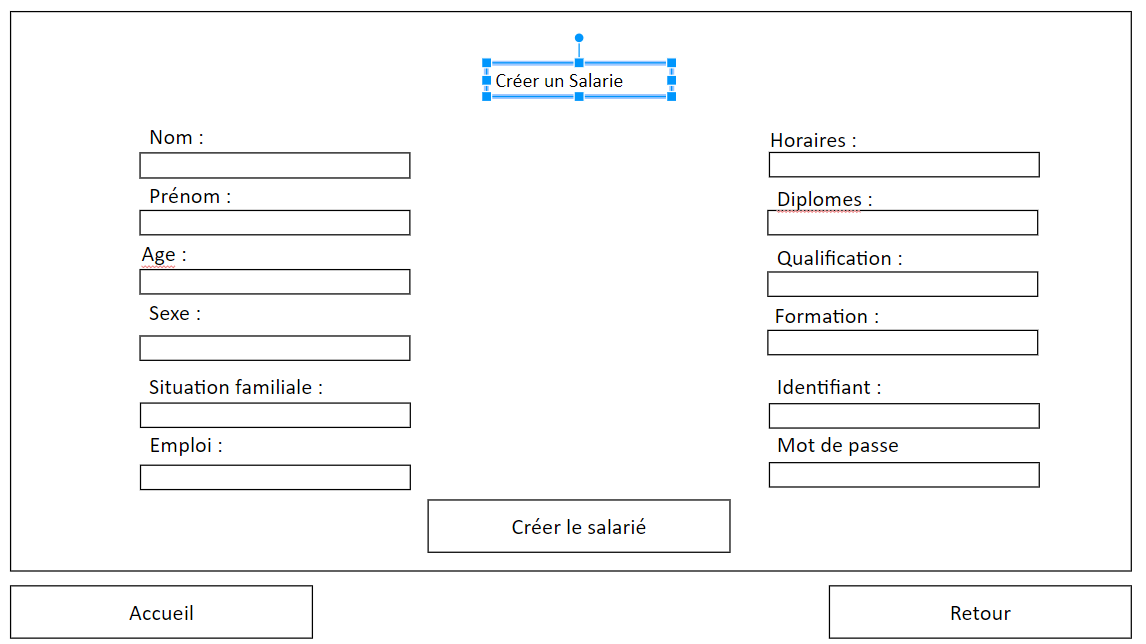 Créer un Salarie
Nom :
Prénom :
Age :
Sexe :
Situation familiale :
Emploi :
Horaires :
Diplomes :
Qualification :
Formation :
Identifiant :
Mot de passe
Créer le salarié
Accueil
Retour